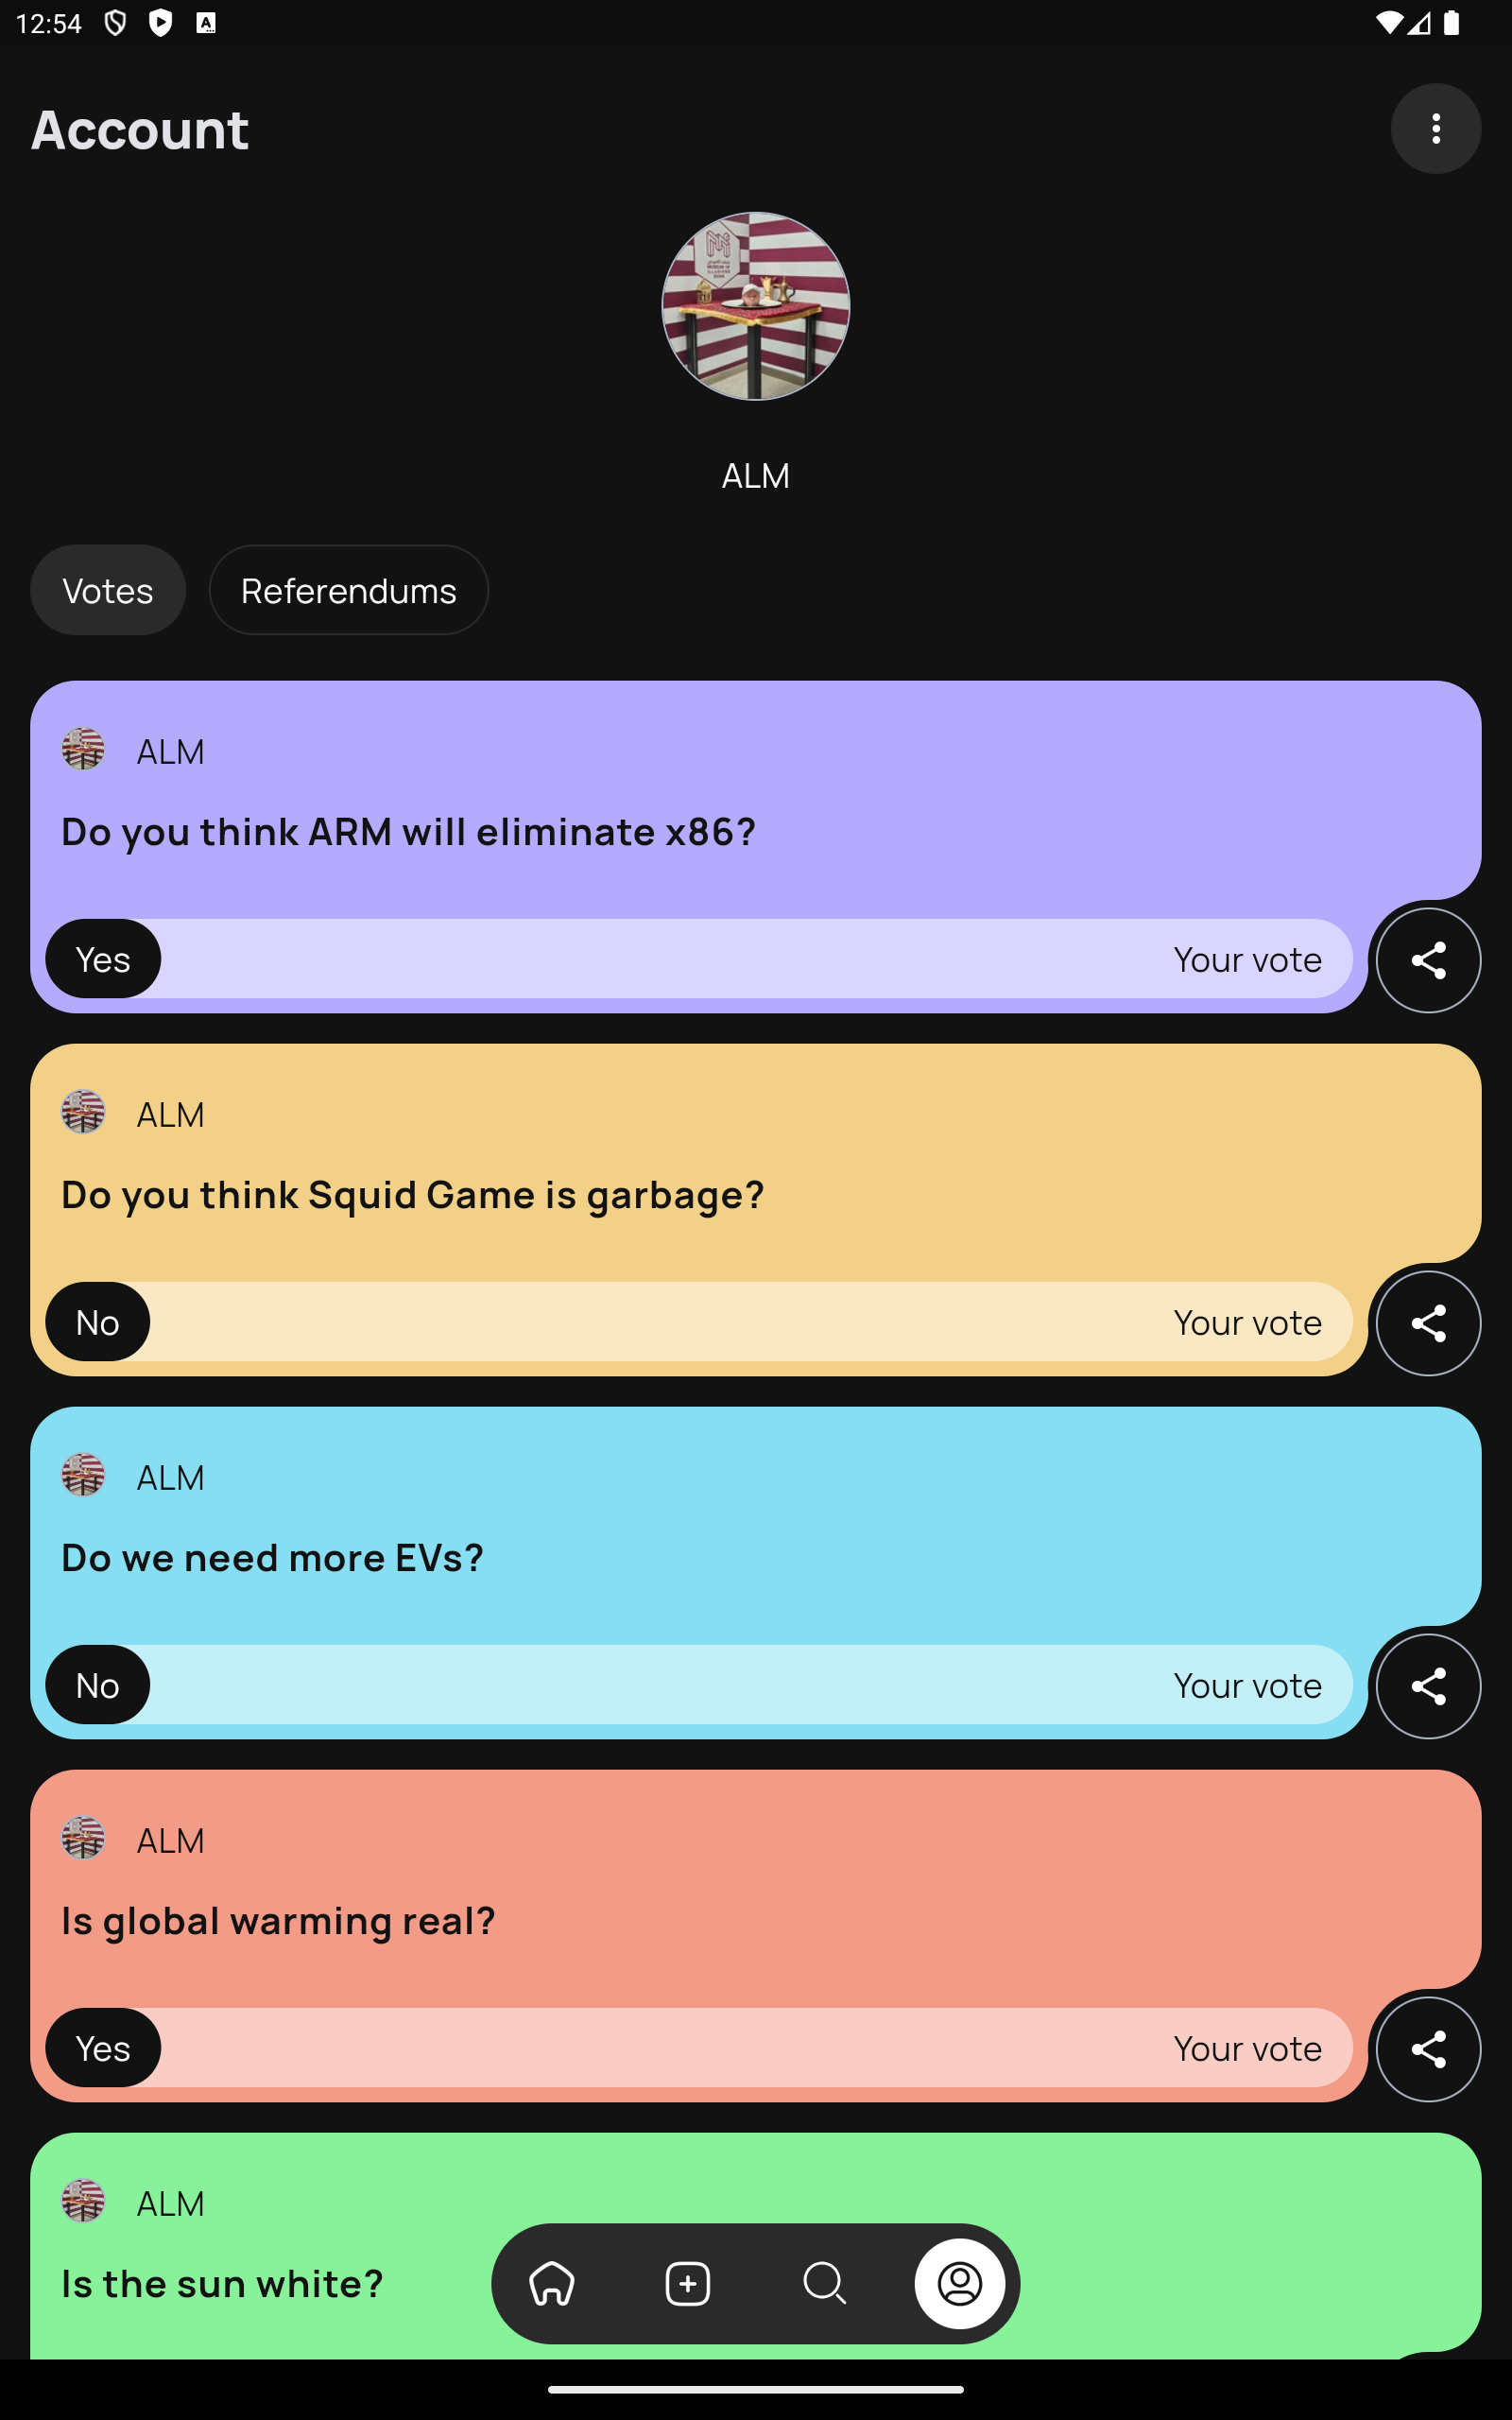 12:54
Account
ALM
Votes
Referendums
ALM
Do you think ARM will eliminate x86?
Yes
Your vote
ALM
Do you think Squid Game is garbage?
No
Your vote
ALM
Do we need more EVs?
No
Your vote
ALM
Is global warming real?
Yes
Your vote
ALM
Is the sun white?